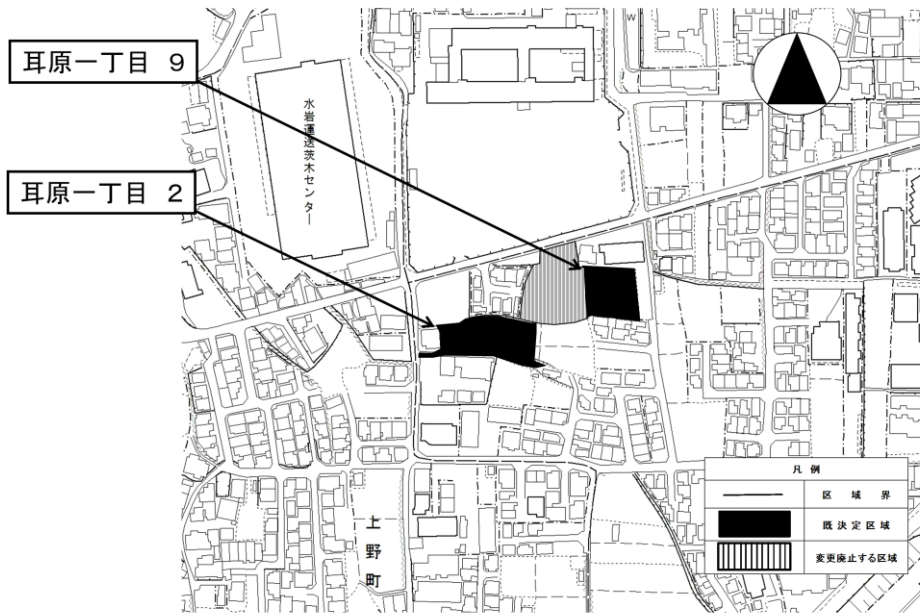 耳原一丁目 9
耳原一丁目 2
水岩運送茨木センター
W
上野町
凡例
区域界
既決定区域
変更廃止する区域